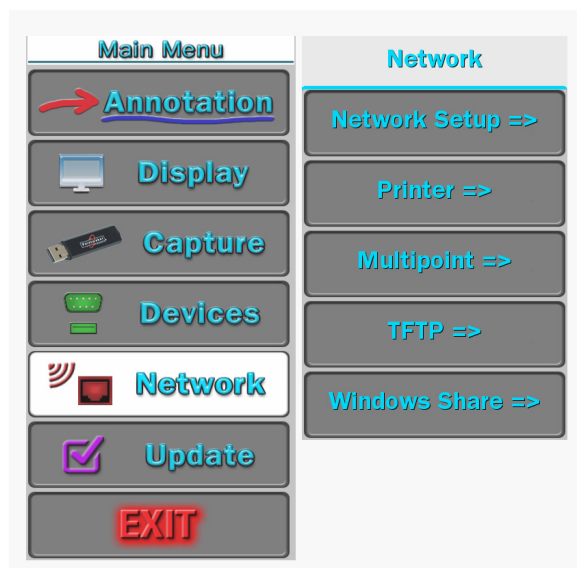 Main Menu
Annotation
Display
Capture
Devices
Network
Update
EXIT
Network
Network Setup =>
Printer =>
Multipoint =>
TFTP =>
Windows Share =>